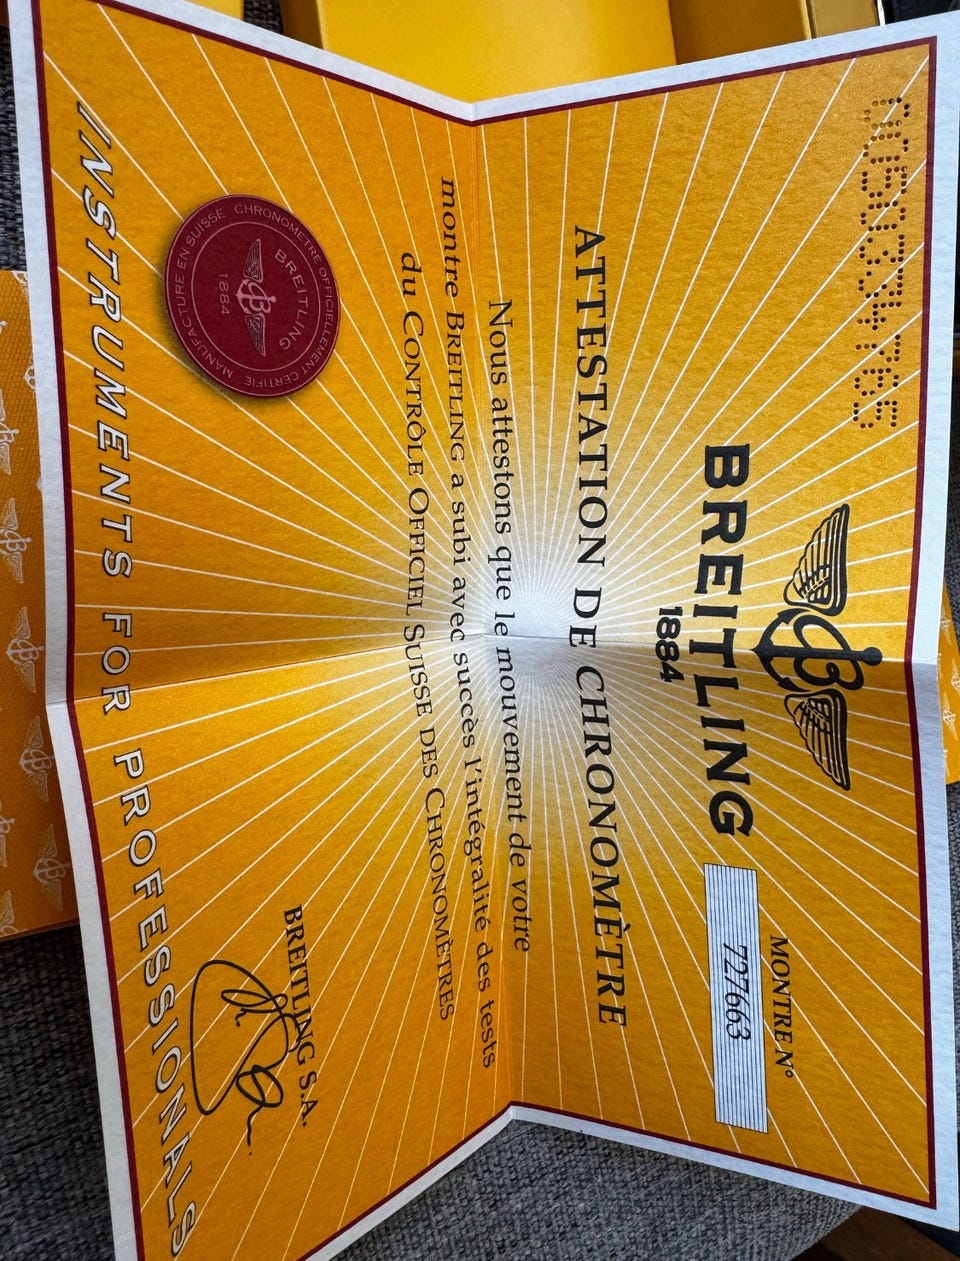 BREITLING
1884
MONTRE N°
727663
ATTESTATION DE CHRONOMÈTRE
Nous attestons que le mouvement de votre
montre BREITLING a subi avec succès l'intégralité des tests
du CONTRÔLE OFFICIEL SUISSE DES CHRONOMÈTRES
CHRONOMETRE OFFICIELLEMENT CERTIFIE
BREITLING
1884
MANUFACTURE EN SUISSE
BREITLING S.A.
INSTRUMENTS FOR PROFESSIONALS